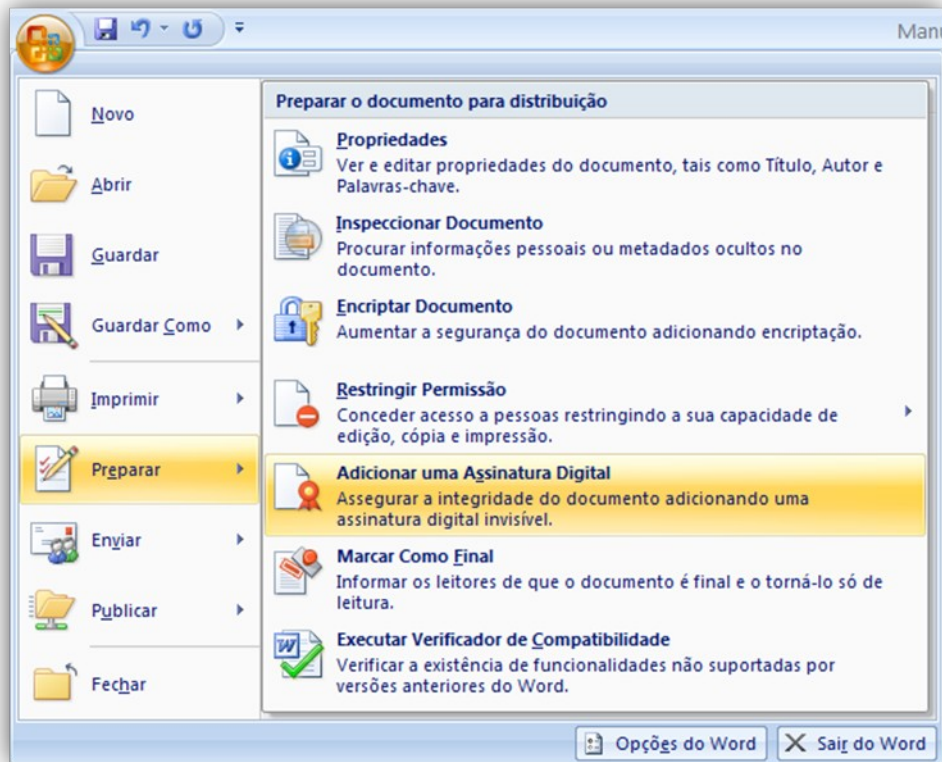 Manu
Novo
Abrir
Guardar
Guardar Como
Imprimir
Preparar
Enviar
Publicar
Fechar
Preparar o documento para distribuição
Propriedades
Ver e editar propriedades do documento, tais como Título, Autor e
Palavras-chave.
Inspeccionar Documento
Procurar informações pessoais ou metadados ocultos no
documento.
Encriptar Documento
Aumentar a segurança do documento adicionando encriptação.
Restringir Permissão
Conceder acesso a pessoas restringindo a sua capacidade de
edição, cópia e impressão.
Adicionar uma Assinatura Digital
Assegurar a integridade do documento adicionando uma
assinatura digital invisível.
Marcar Como Final
Informar os leitores de que o documento é final e o torná-lo só de
leitura.
Executar Verificador de Compatibilidade
Verificar a existência de funcionalidades não suportadas por
versões anteriores do Word.
Opções do Word
Sair do Word